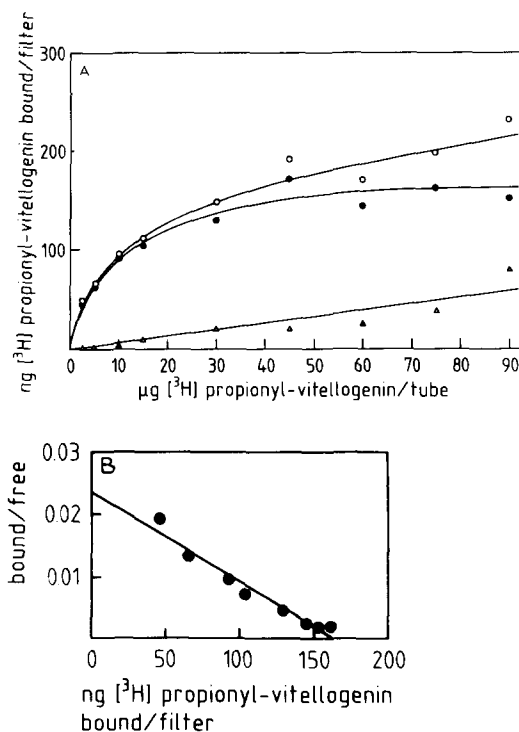 A
300
200
100
ng [³H] propionyl-vitellogenin bound/filter
0 10 20 30 40 50 60 70 80 90
µg [³H] propionyl-vitellogenin/tube
B
0.03
0.02
0.01
bound/free
0 50 100 150 200
ng [³H] propionyl-vitellogenin
bound/filter